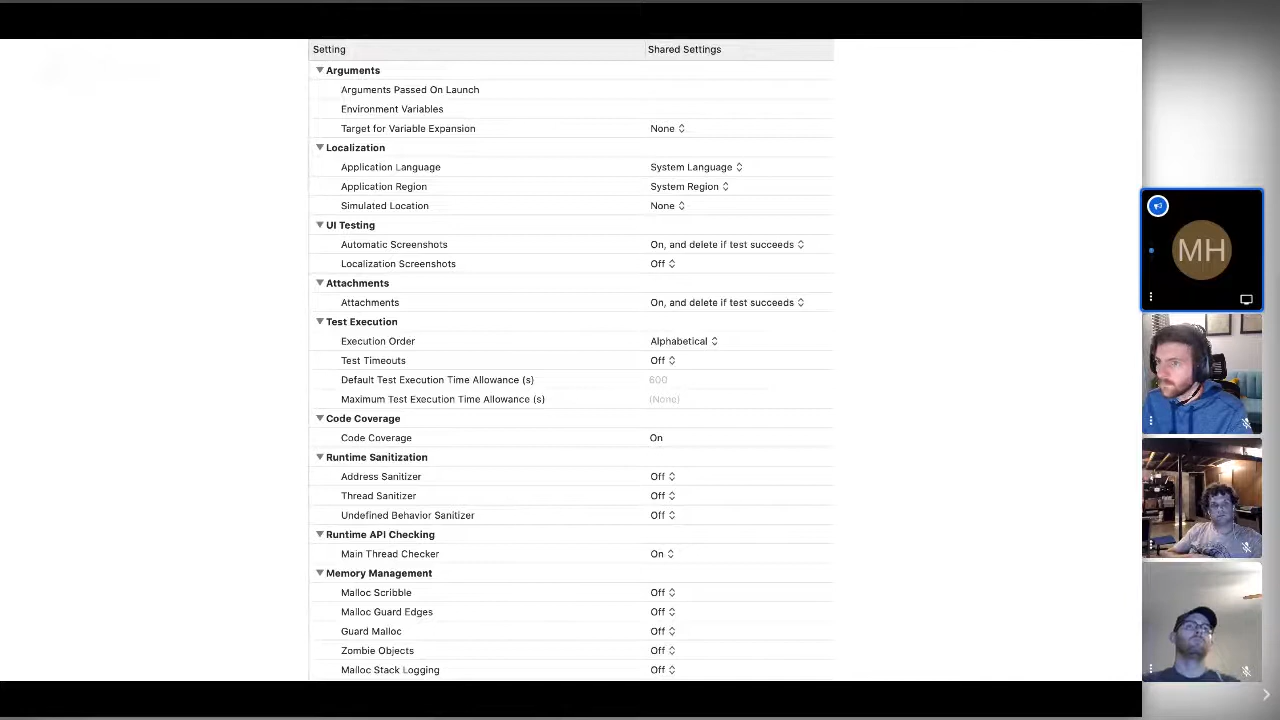 Setting Shared Settings
Arguments
Arguments Passed On Launch
Environment Variables
Target for Variable Expansion None
Localization
Application Language System Language
Application Region System Region
Simulated Location None
UI Testing
Automatic Screenshots On, and delete if test succeeds
Localization Screenshots Off
Attachments
Attachments On, and delete if test succeeds
Test Execution
Execution Order Alphabetical
Test Timeouts Off
Default Test Execution Time Allowance (s) 600
Maximum Test Execution Time Allowance (s) (None)
Code Coverage
Code Coverage On
Runtime Sanitization
Address Sanitizer Off
Thread Sanitizer Off
Undefined Behavior Sanitizer Off
Runtime API Checking
Main Thread Checker On
Memory Management
Malloc Scribble Off
Malloc Guard Edges Off
Guard Malloc Off
Zombie Objects Off
Malloc Stack Logging Off
MH